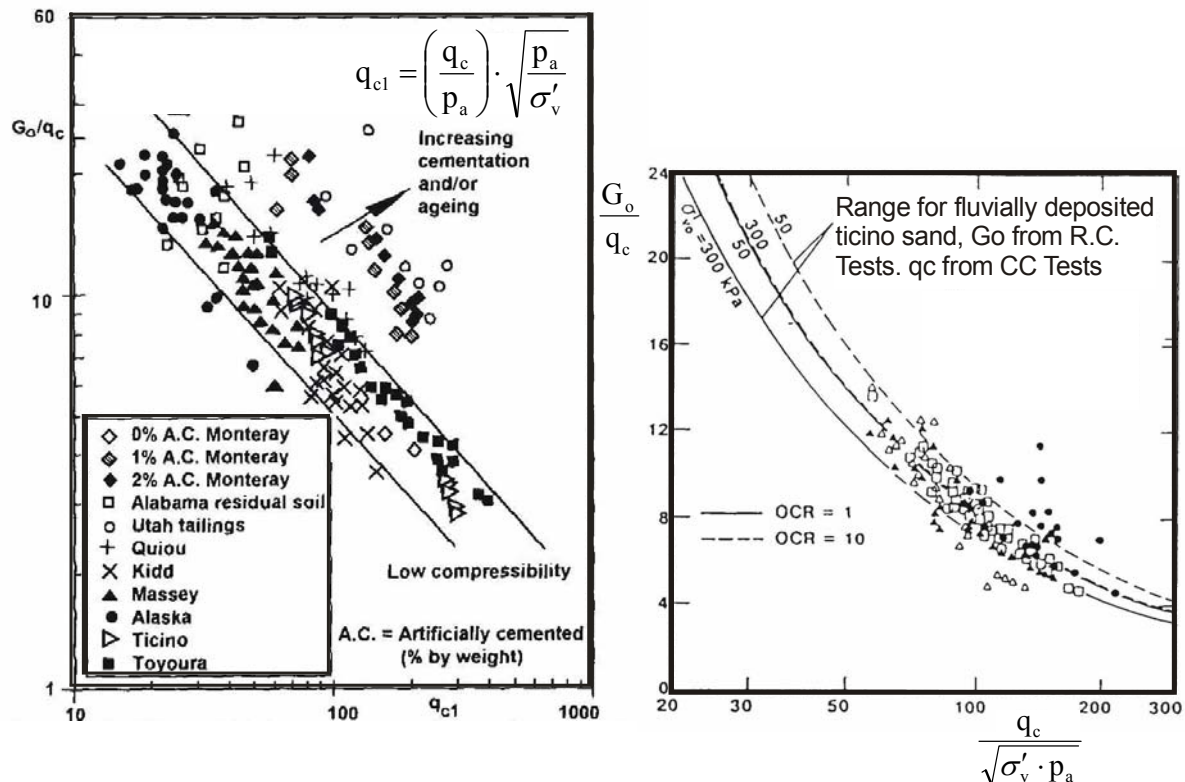 60
G_o/q_c
10
1
q_c1 = (q_c / p_a) · √(p_a / σ′_v)
Increasing
cementation
and/or
ageing
0% A.C. Monteray
1% A.C. Monteray
2% A.C. Monteray
Alabama residual soil
Utah tailings
Quiou
Kidd
Massey
Alaska
Ticino
Toyoura
Low compressibility
A.C. = Artificially cemented
(% by weight)
10 100 1000
q_c1
24
20
16
12
8
4
0
G_o / q_c
σ′_vo = 300 kPa
300
50
50
Range for fluvially deposited
ticino sand, Go from R.C.
Tests. qc from CC Tests
OCR = 1
OCR = 10
20 30 50 100 200 300
q_c / √(σ′_v · p_a)